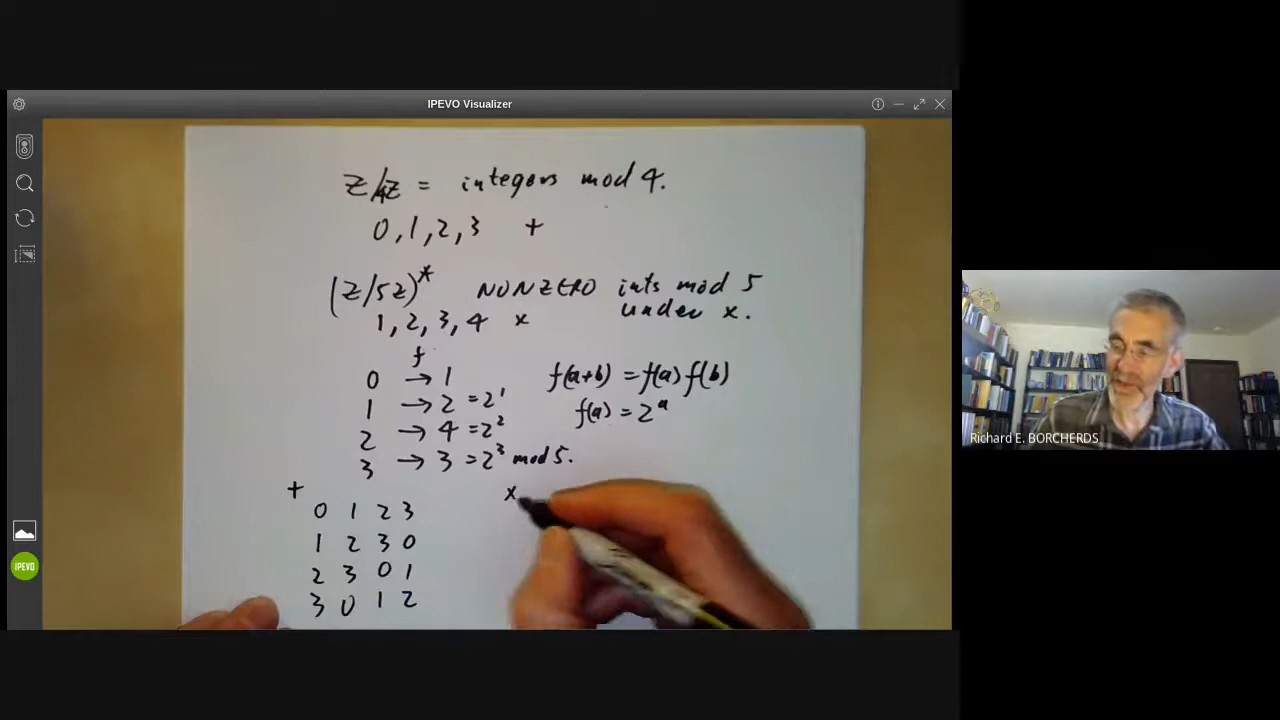 IPEVO Visualizer
Z/4Z = integers mod 4.
0,1,2,3 +
(Z/5Z)* NONZERO ints mod 5
1,2,3,4 x under x.
f
0 → 1 f(a+b) = f(a) f(b)
1 → 2 = 2¹ f(a) = 2ᵃ
2 → 4 = 2²
3 → 3 = 2³ mod 5.
+ x
0 1 2 3
1 2 3 0
2 3 0 1
3 0 1 2
Richard E. BORCHERDS
IPEVO